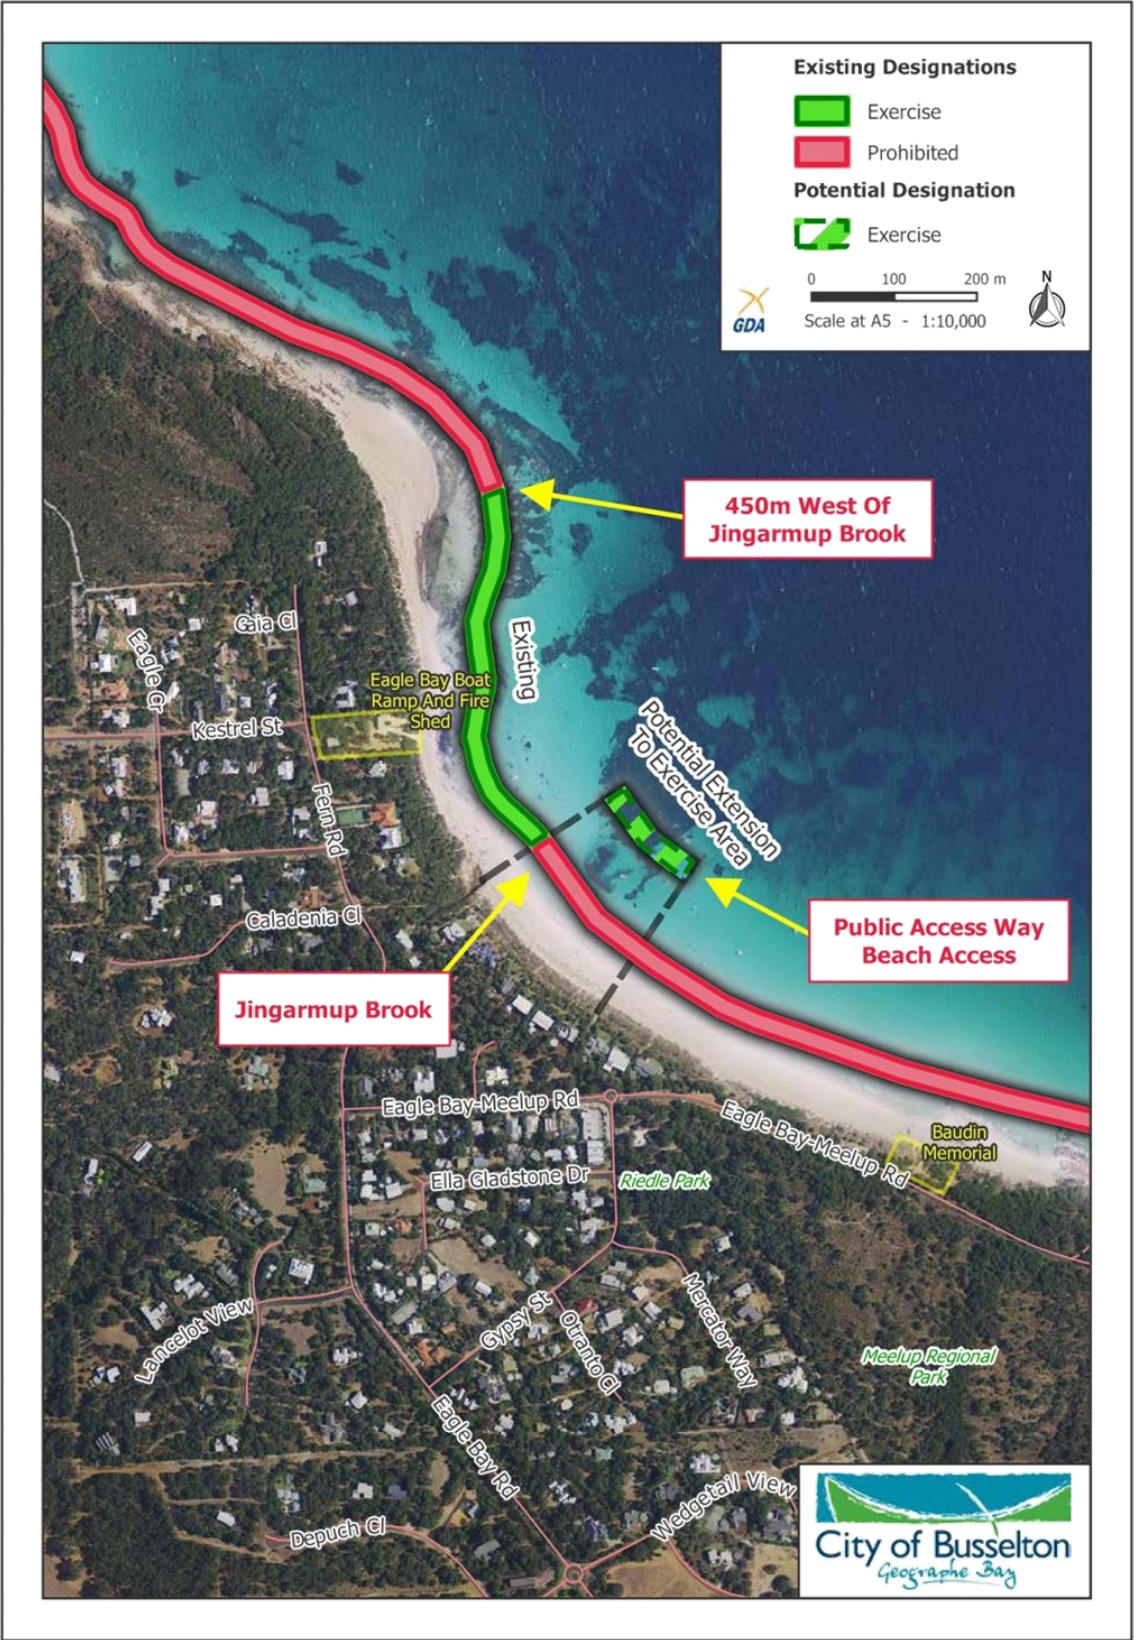 Existing Designations
Exercise
Prohibited
Potential Designation
Exercise
0 100 200 m
N
GDA
Scale at A5 - 1:10,000
450m West Of
Jingarmup Brook
Existing
Gaia Cl
Eagle Cr
Eagle Bay Boat
Ramp And Fire
Shed
Kestrel St
Potential Extension
To Exercise Area
Fern Rd
Caladenia Cl
Public Access Way
Beach Access
Jingarmup Brook
Eagle Bay-Meelup Rd
Eagle Bay-Meelup Rd
Baudin
Memorial
Ella Gladstone Dr
Riedle Park
Lancelot View
Gypsy St
Otranto Cl
Mercator Way
Meelup Regional
Park
Eagle Bay Rd
Wedgetail View
Depuch Cl
City of Busselton
Geographe Bay